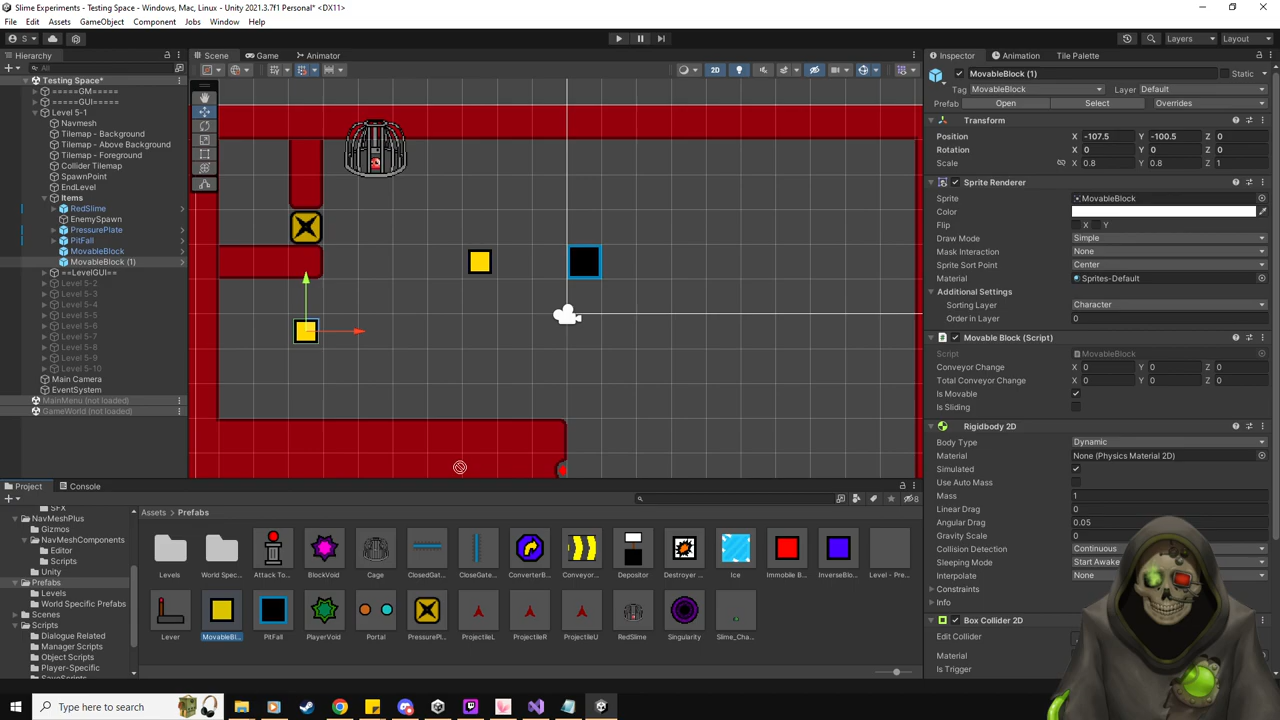 Slime Experiments - Testing Space - Windows, Mac, Linux - Unity 2021.3.7f1 Personal* <DX11>
File Edit Assets GameObject Component Jobs Window Help
S Layers Layout
Hierarchy
Scene Game Animator
Inspector Animation Tile Palette
All
2D
Testing Space*
=====GM=====
=====GUI=====
Level 5-1
Navmesh
Tilemap - Background
Tilemap - Above Background
Tilemap - Foreground
Collider Tilemap
SpawnPoint
EndLevel
Items
RedSlime
EnemySpawn
PressurePlate
PitFall
MovableBlock
MovableBlock (1)
==LevelGUI==
Level 5-2
Level 5-3
Level 5-4
Level 5-5
Level 5-6
Level 5-7
Level 5-8
Level 5-9
Level 5-10
Main Camera
EventSystem
MainMenu (not loaded)
GameWorld (not loaded)
MovableBlock (1) Static
Tag MovableBlock Layer Default
Prefab Open Select Overrides
Transform
Position X -107.5 Y -100.5 Z 0
Rotation X 0 Y 0 Z 0
Scale X 0.8 Y 0.8 Z 1
Sprite Renderer
Sprite MovableBlock
Color
Flip X Y
Draw Mode Simple
Mask Interaction None
Sprite Sort Point Center
Material Sprites-Default
Additional Settings
Sorting Layer Character
Order in Layer 0
Movable Block (Script)
Script MovableBlock
Conveyor Change X 0 Y 0 Z 0
Total Conveyor Change X 0 Y 0 Z 0
Is Movable
Is Sliding
Rigidbody 2D
Body Type Dynamic
Material None (Physics Material 2D)
Simulated
Use Auto Mass
Mass 1
Linear Drag 0
Angular Drag 0.05
Gravity Scale 0
Collision Detection Continuous
Sleeping Mode Start Awake
Interpolate None
Constraints
Info
Box Collider 2D
Edit Collider
Material
Is Trigger
Project Console
8
SFX
NavMeshPlus
Gizmos
NavMeshComponents
Editor
Scripts
Unity
Prefabs
Levels
World Specific Prefabs
Scenes
Scripts
Dialogue Related
Manager Scripts
Object Scripts
Player-Specific
SaveScripts
Assets > Prefabs
Levels World Spec... Attack To... BlockVoid Cage ClosedGat... CloseGate... ConverterB... Conveyor... Depositor Destroyer ... Ice Immobile B... InverseBlo... Level - Pre...
Lever MovableBl... PitFall PlayerVoid Portal PressurePl... ProjectileL ProjectileR ProjectileU RedSlime Singularity Slime_Cha...
Type here to search